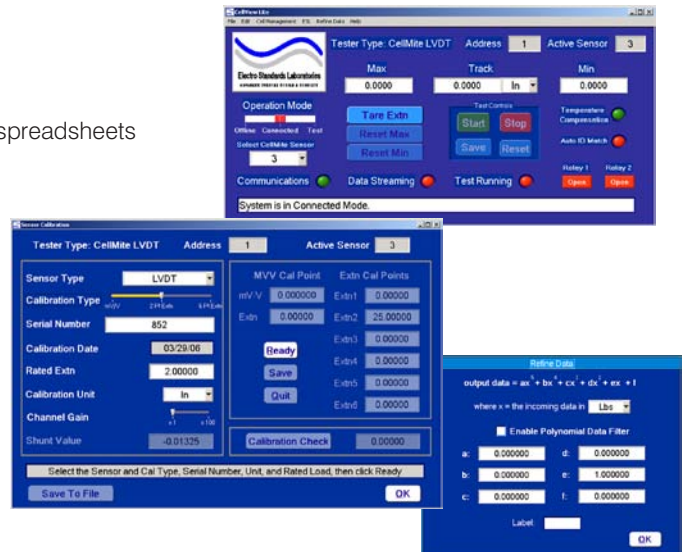 spreadsheets
CellView Lite
File Edit Cell Management ESL Refine Data Help
Tester Type: CellMite LVDT Address 1 Active Sensor 3
Electro Standards Laboratories
Max Track Min
0.0000 0.0000 In 0.0000
Operation Mode
Offline Connected Test
Select CellMite Sensor
3
Tare Extn
Reset Max
Reset Min
Test Controls
Start Stop
Save Reset
Temperature
Compensation
Auto ID Match
Relay 1 Relay 2
Open Open
Communications Data Streaming Test Running
System is in Connected Mode.
Sensor Calibration
Tester Type: CellMite LVDT Address 1 Active Sensor 3
Sensor Type LVDT
Calibration Type
mV/V 2 Pt Extn 6 Pt Extn
Serial Number 852
Calibration Date 03/29/06
Rated Extn 2.00000
Calibration Unit In
Channel Gain
x 1 x 100
Shunt Value -0.01325
MVV Cal Point Extn Cal Points
mV/V 0.000000 Extn1 0.00000
Extn 0.00000 Extn2 25.00000
Extn3 0.00000
Extn4 0.00000
Extn5 0.00000
Extn6 0.00000
Ready
Save
Quit
Calibration Check 0.00000
Select the Sensor and Cal Type, Serial Number, Unit, and Rated Load, then click Ready
Save To File OK
Refine Data
output data = ax⁵ + bx⁴ + cx³ + dx² + ex + f
where x = the incoming data in Lbs
Enable Polynomial Data Filter
a: 0.000000 d: 0.000000
b: 0.000000 e: 1.000000
c: 0.000000 f: 0.000000
Label:
OK